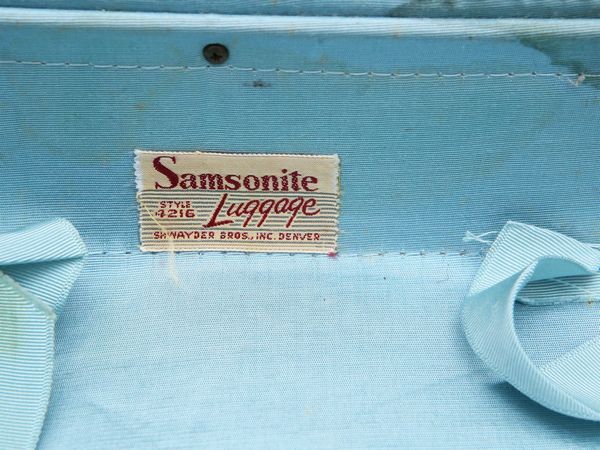 Samsonite
STYLE
4216 Luggage
SHWAYDER BROS., INC. DENVER